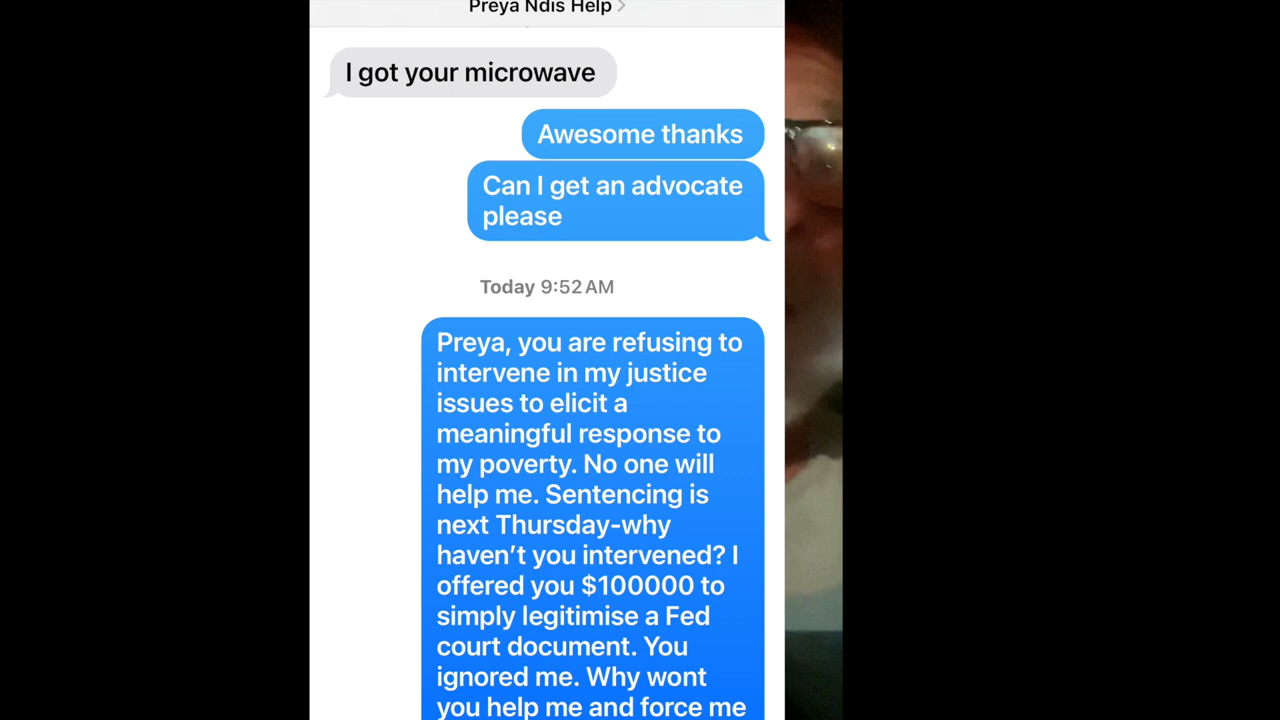 Preya Ndis Help
I got your microwave
Awesome thanks
Can I get an advocate
please
Today 9:52 AM
Preya, you are refusing to
intervene in my justice
issues to elicit a
meaningful response to
my poverty. No one will
help me. Sentencing is
next Thursday-why
haven’t you intervened? I
offered you $100000 to
simply legitimise a Fed
court document. You
ignored me. Why wont
you help me and force me